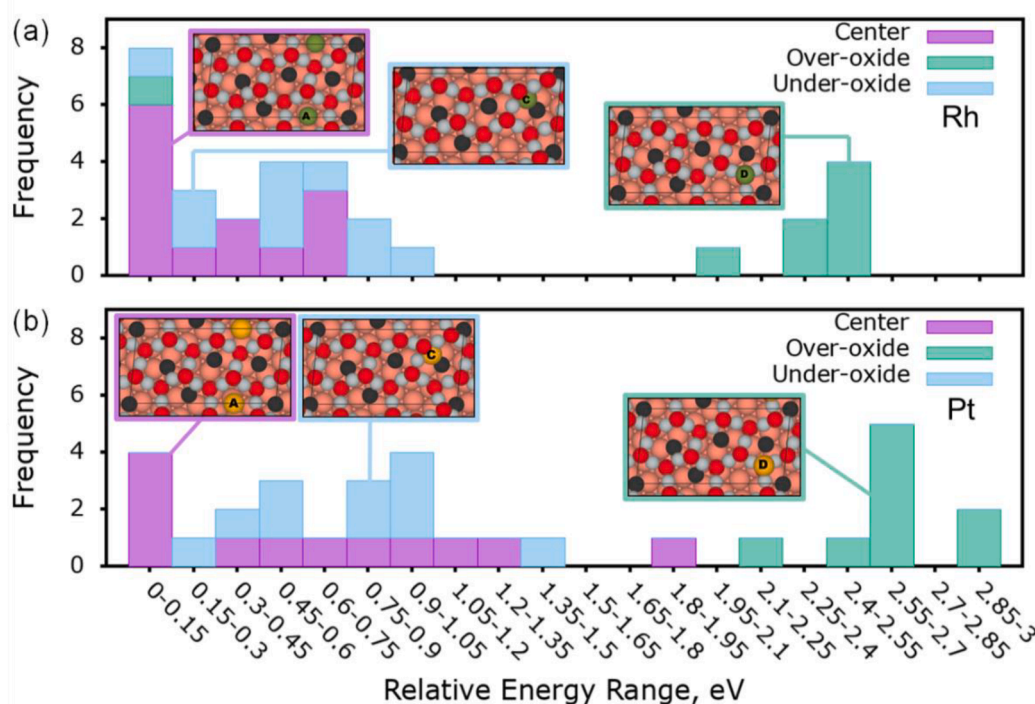 (a)
Frequency
8
6
4
2
0
Center
Over-oxide
Under-oxide
Rh
A
C
D
(b)
Frequency
8
6
4
2
0
Center
Over-oxide
Under-oxide
Pt
A
C
D
0-0.15
0.15-0.3
0.3-0.45
0.45-0.6
0.6-0.75
0.75-0.9
0.9-1.05
1.05-1.2
1.2-1.35
1.35-1.5
1.5-1.65
1.65-1.8
1.8-1.95
1.95-2.1
2.1-2.25
2.25-2.4
2.4-2.55
2.55-2.7
2.7-2.85
2.85-3
Relative Energy Range, eV